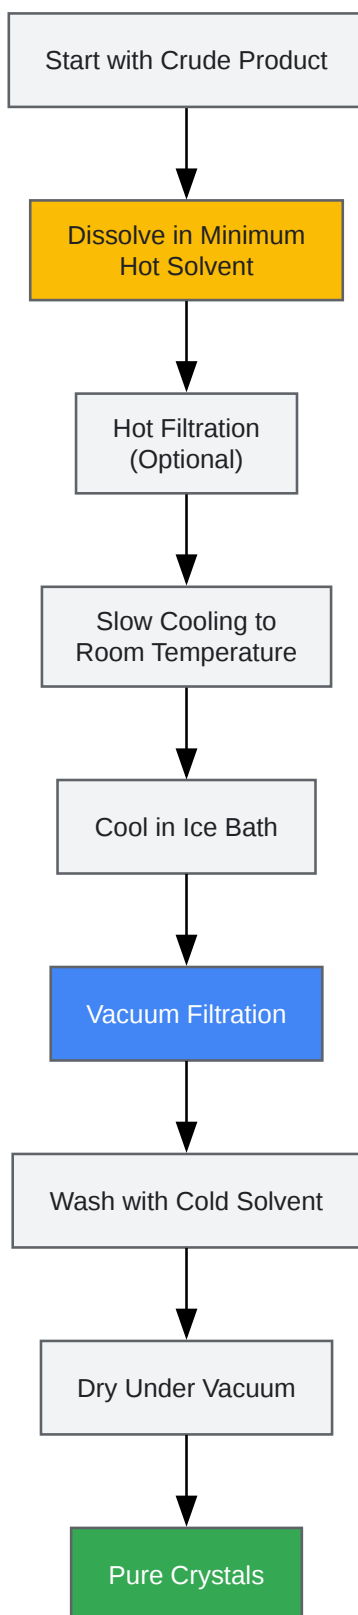 Start with Crude Product
Dissolve in Minimum
Hot Solvent
Hot Filtration
(Optional)
Slow Cooling to
Room Temperature
Cool in Ice Bath
Vacuum Filtration
Wash with Cold Solvent
Dry Under Vacuum
Pure Crystals